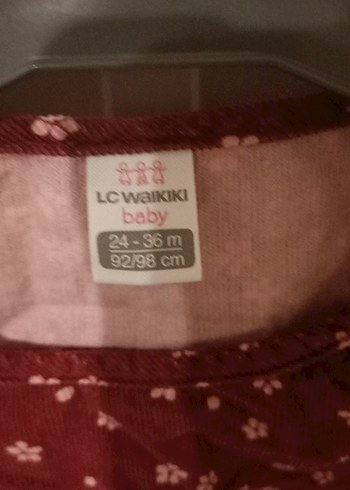 LC WAIKIKI
baby
24 - 36 m
92/98 cm